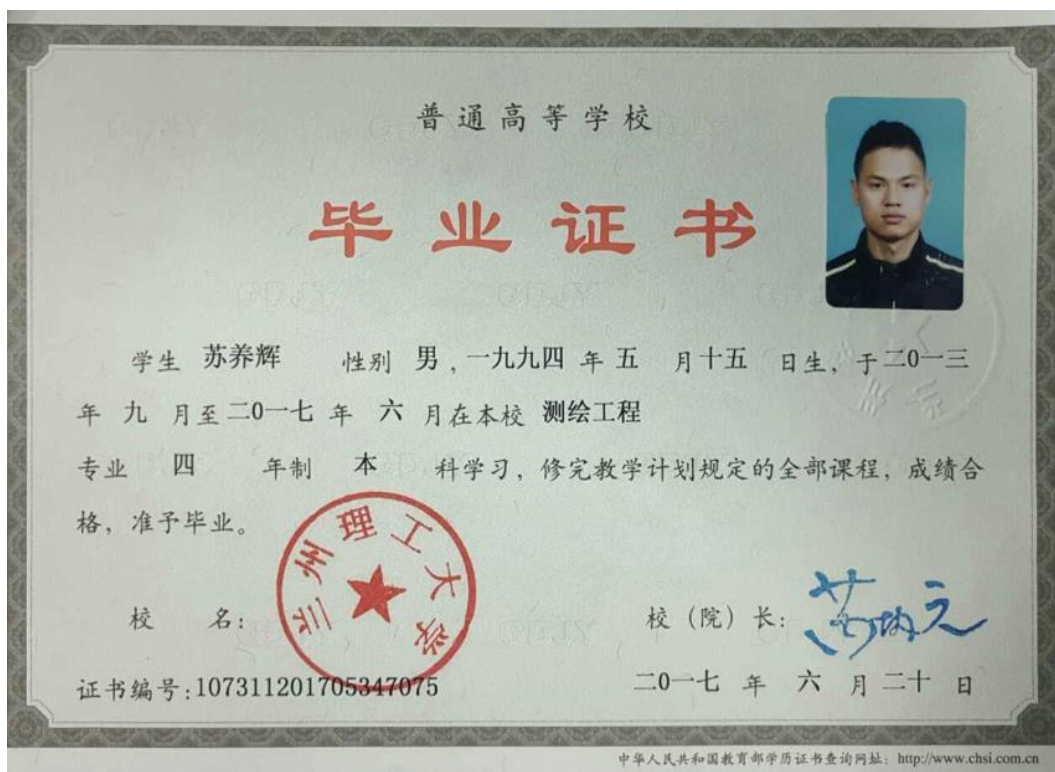 普通高等学校
毕业证书
学生 苏养辉 性别 男，一九九四 年 五 月十五 日生，于二0一三
年 九 月至二0一七 年 六 月在本校 测绘工程
专业 四 年制 本 科学习，修完教学计划规定的全部课程，成绩合
格，准予毕业。
兰州理工大学
校 名： 校（院）长：
证书编号:107311201705347075 二0一七 年 六 月 二十 日
中华人民共和国教育部学历证书查询网址：http://www.chsi.com.cn